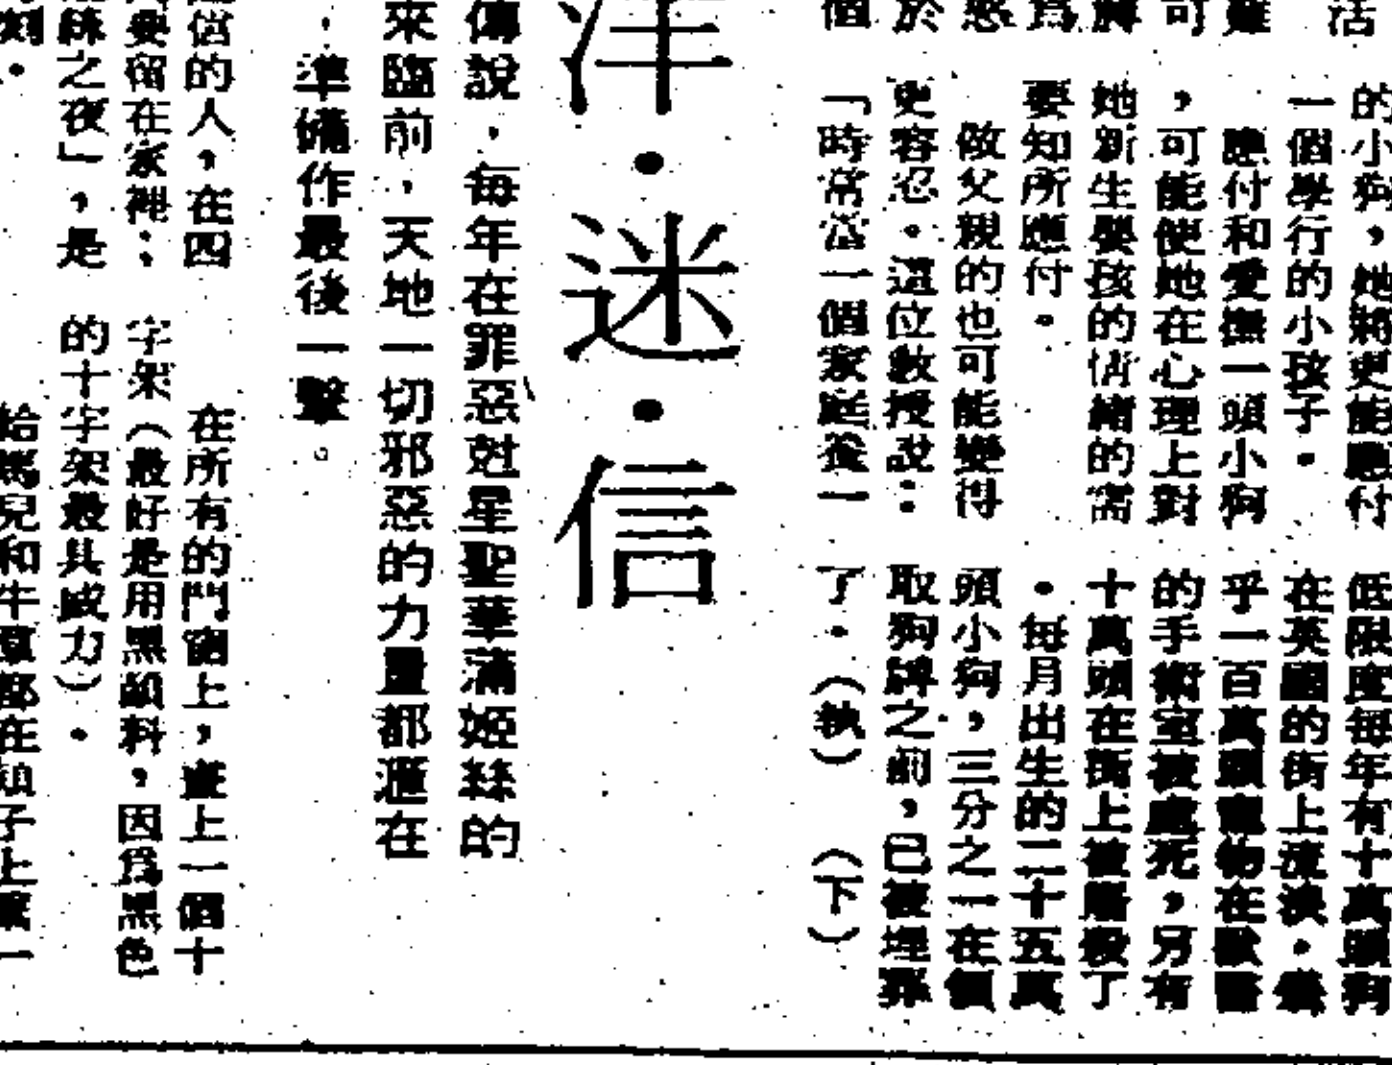 活
的小狗，她將更能應付
低限度每年有十萬頭狗
一個學行的小孩子．
在英國的街上流浪．幾
難
應付和愛撫一頭小狗
乎一百萬頭寵物在獸醫
可
，可能使她在心理上對
的手術室被處死，另有
她新生嬰孩的情緒的需
十萬頭在街上被屠殺了
為
要知所應付．
．每月出生的二十五萬
做父親的也可能變得
頭小狗，三分之一在領
於
更容忍．這位教授說：
取狗牌之前，已被埋葬
個
「時常當一個家庭養一
了．（執）　（下）
洋・迷・信
傳說，每年在罪惡尅星聖華蒲姬絲的
來臨前，天地一切邪惡的力量都滙在
，準備作最後一擊。
信的人，在四
要留在家裡；
絲之夜」，是
刻．
在所有的門窗上，畫上一個十
字架（最好是用黑顏料，因爲黑色
的十字架最具威力）．
給馬兒和牛羣都在頸子上繫一